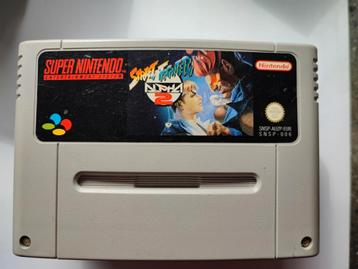 SUPER NINTENDO
ENTERTAINMENT SYSTEM
STREET FIGHTER
ALPHA
2
Nintendo
SNSP-AUZP-EUR
SNSP-006